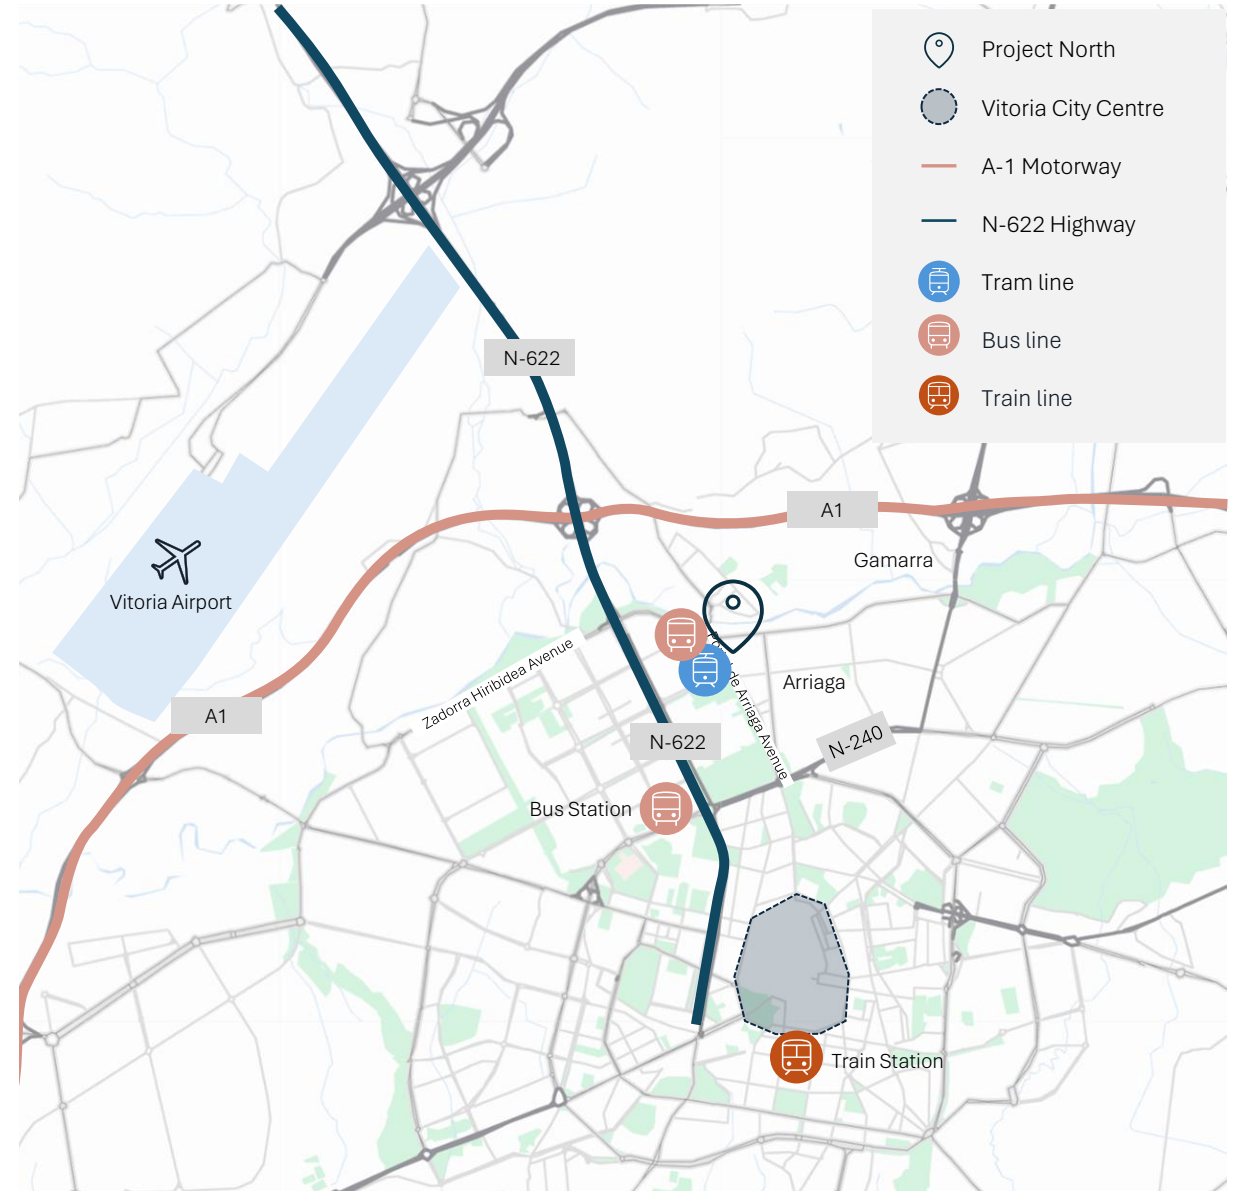 Project North
Vitoria City Centre
A-1 Motorway
N-622 Highway
Tram line
Bus line
Train line
N-622
A1
Gamarra
Vitoria Airport
Zadorra Hiribidea Avenue
de Arriaga Avenue
Arriaga
A1
N-622
N-240
Bus Station
Train Station